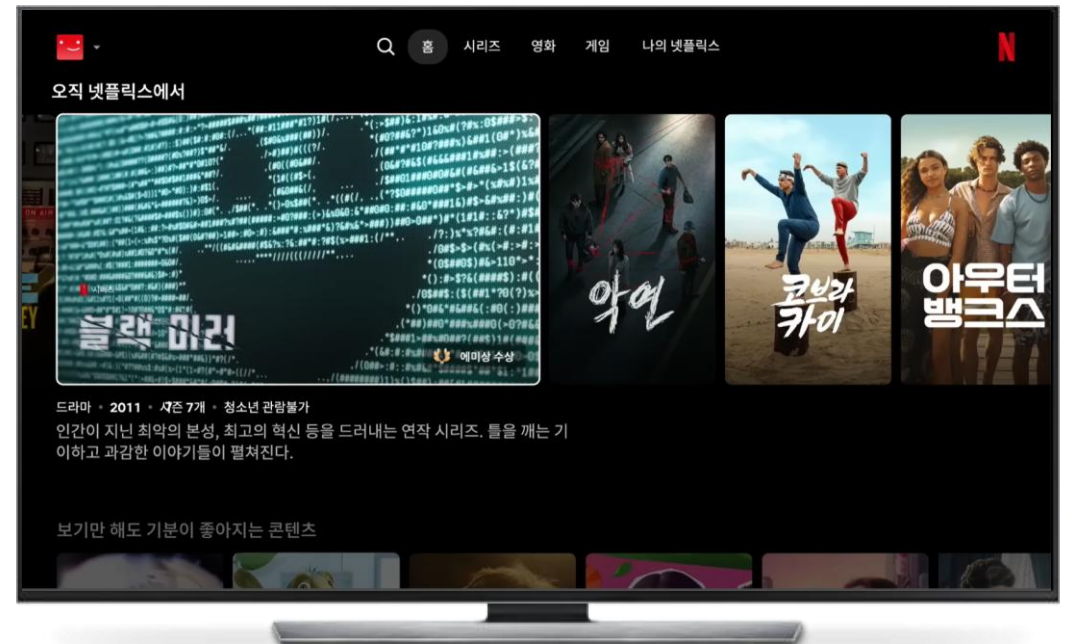 홈 시리즈 영화 게임 나의 넷플릭스
N
오직 넷플릭스에서
ON AIR
EY
N 시리즈
블랙 미러
에미상 수상
악연
코브라
카이
아우터
뱅크스
드라마 • 2011 • 시즌 7개 • 청소년 관람불가
인간이 지닌 최악의 본성, 최고의 혁신 등을 드러내는 연작 시리즈. 틀을 깨는 기
이하고 과감한 이야기들이 펼쳐진다.
보기만 해도 기분이 좋아지는 콘텐츠